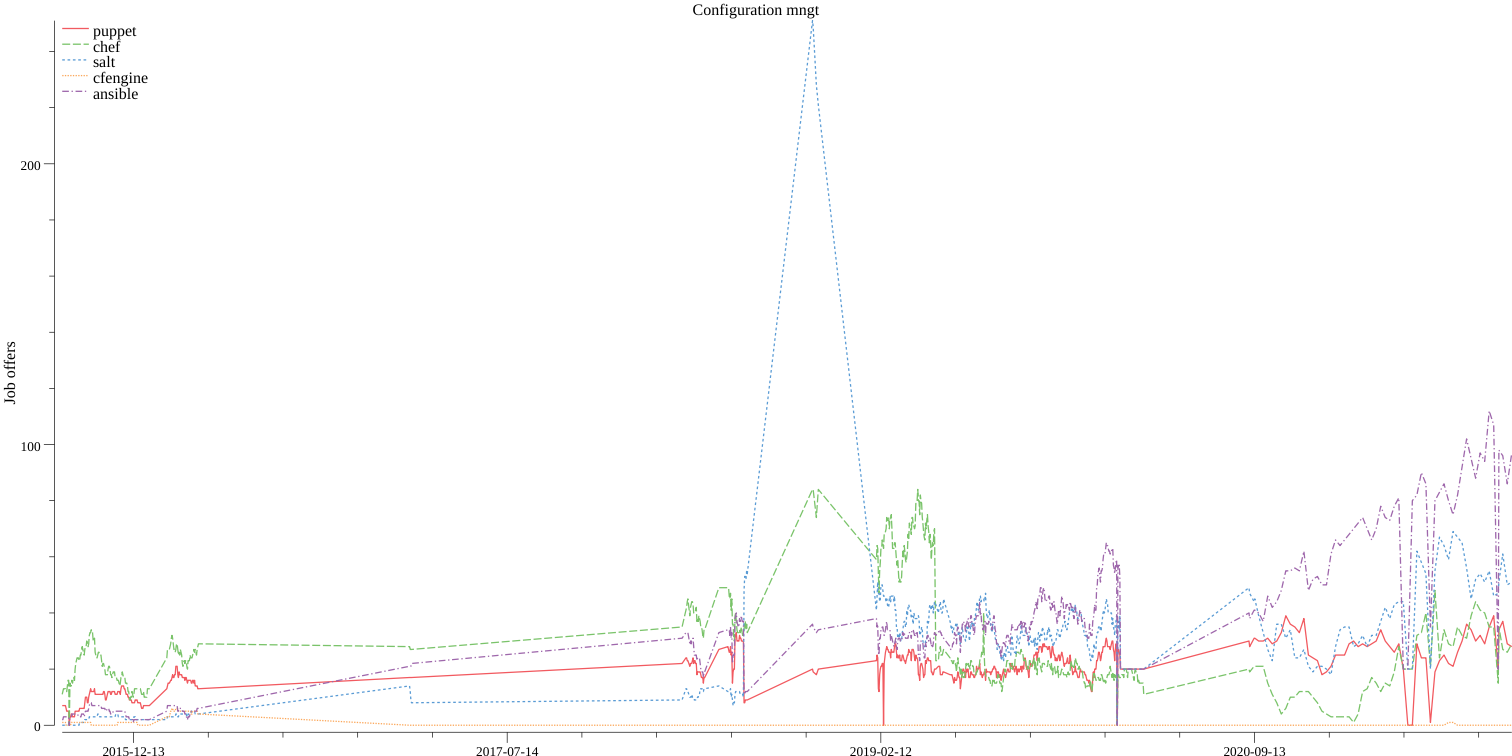 Configuration mngt
puppet
chef
salt
cfengine
ansible
Job offers
200
100
0
2015-12-13
2017-07-14
2019-02-12
2020-09-13